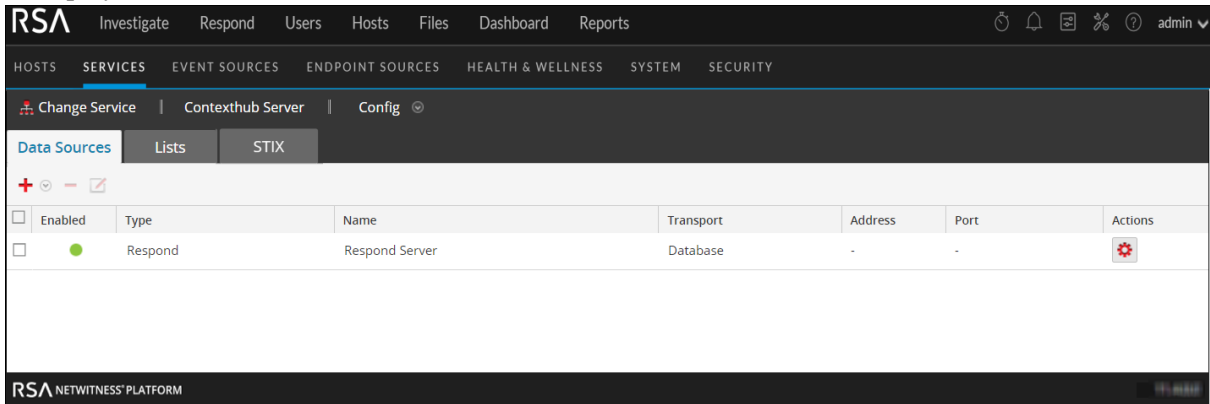 RSA Investigate Respond Users Hosts Files Dashboard Reports ? admin
HOSTS SERVICES EVENT SOURCES ENDPOINT SOURCES HEALTH & WELLNESS SYSTEM SECURITY
Change Service | Contexthub Server | Config
Data Sources Lists STIX
Enabled Type Name Transport Address Port Actions
Respond Respond Server Database - -
RSA NETWITNESS® PLATFORM